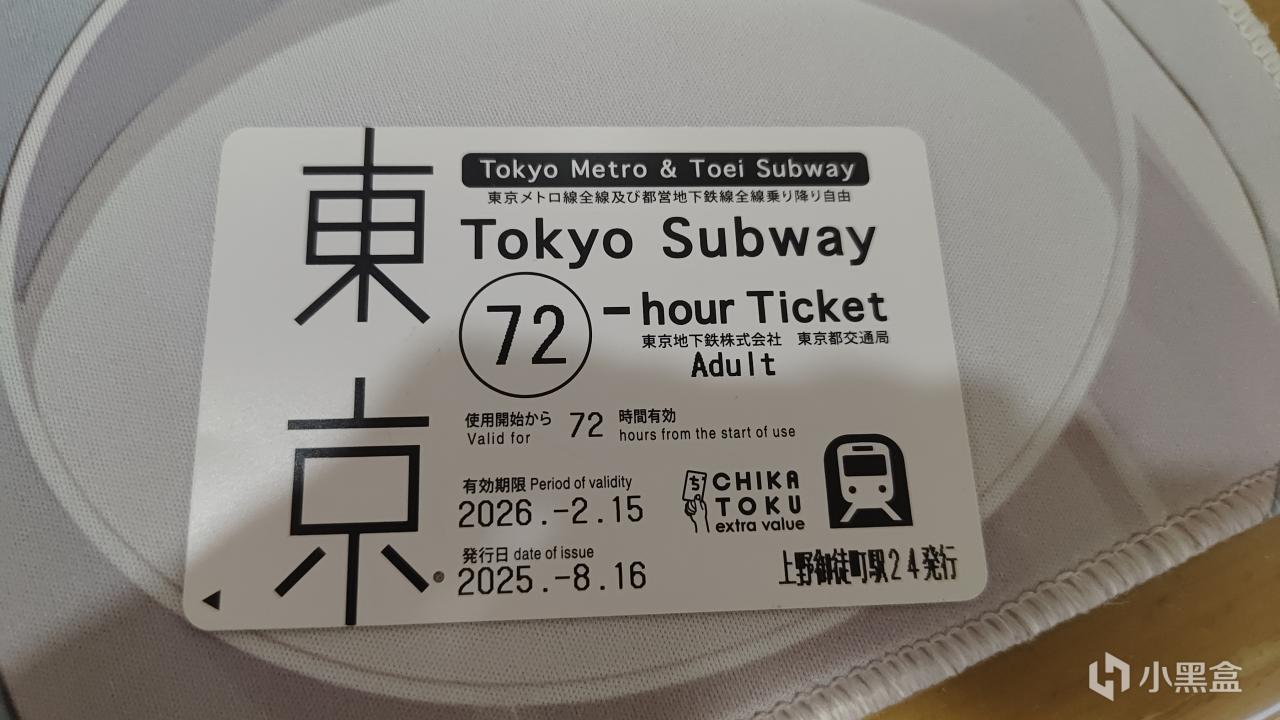 東京
Tokyo Metro & Toei Subway
東京メトロ線全線及び都営地下鉄線全線乗り降り自由
Tokyo Subway
72-hour Ticket
東京地下鉄株式会社 東京都交通局
Adult
使用開始から 72 時間有効
Valid for hours from the start of use
有効期限 Period of validity
2026.-2.15
ち
CHIKA
TOKU
extra value
発行日 date of issue
2025.-8.16
上野御徒町駅24発行
小黑盒